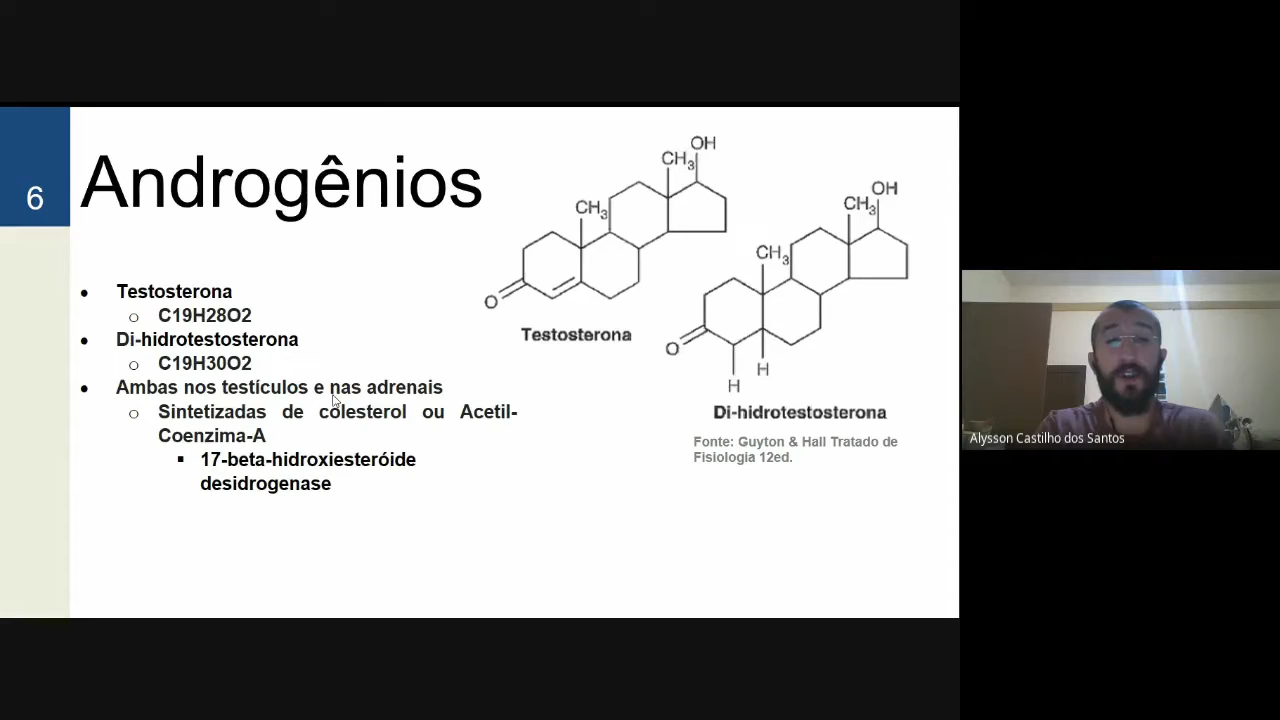 6
Androgênios
● Testosterona
○ C19H28O2
● Di-hidrotestosterona
○ C19H30O2
● Ambas nos testículos e nas adrenais
○ Sintetizadas de colesterol ou Acetil-
Coenzima-A
▪ 17-beta-hidroxiesteróide
desidrogenase
OH
CH3
CH3
O
Testosterona
OH
CH3
CH3
O
H
H
Di-hidrotestosterona
Fonte: Guyton & Hall Tratado de
Fisiologia 12ed.
Alysson Castilho dos Santos